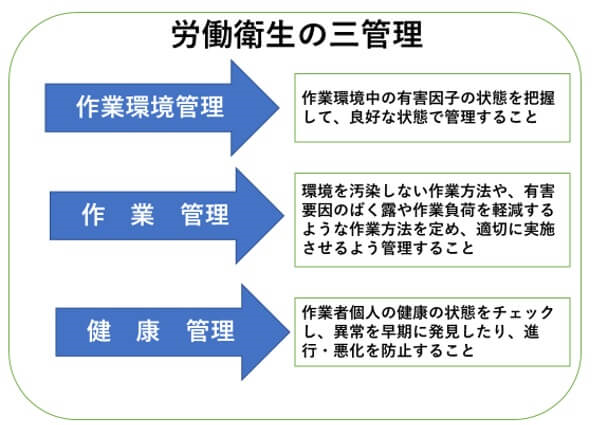 労働衛生の三管理
作業環境管理
作業環境中の有害因子の状態を把握
して、良好な状態で管理すること
作　業　管理
環境を汚染しない作業方法や、有害
要因のばく露や作業負荷を軽減する
ような作業方法を定め、適切に実施
させるよう管理すること
健　康　管理
作業者個人の健康の状態をチェック
し、異常を早期に発見したり、進
行・悪化を防止すること